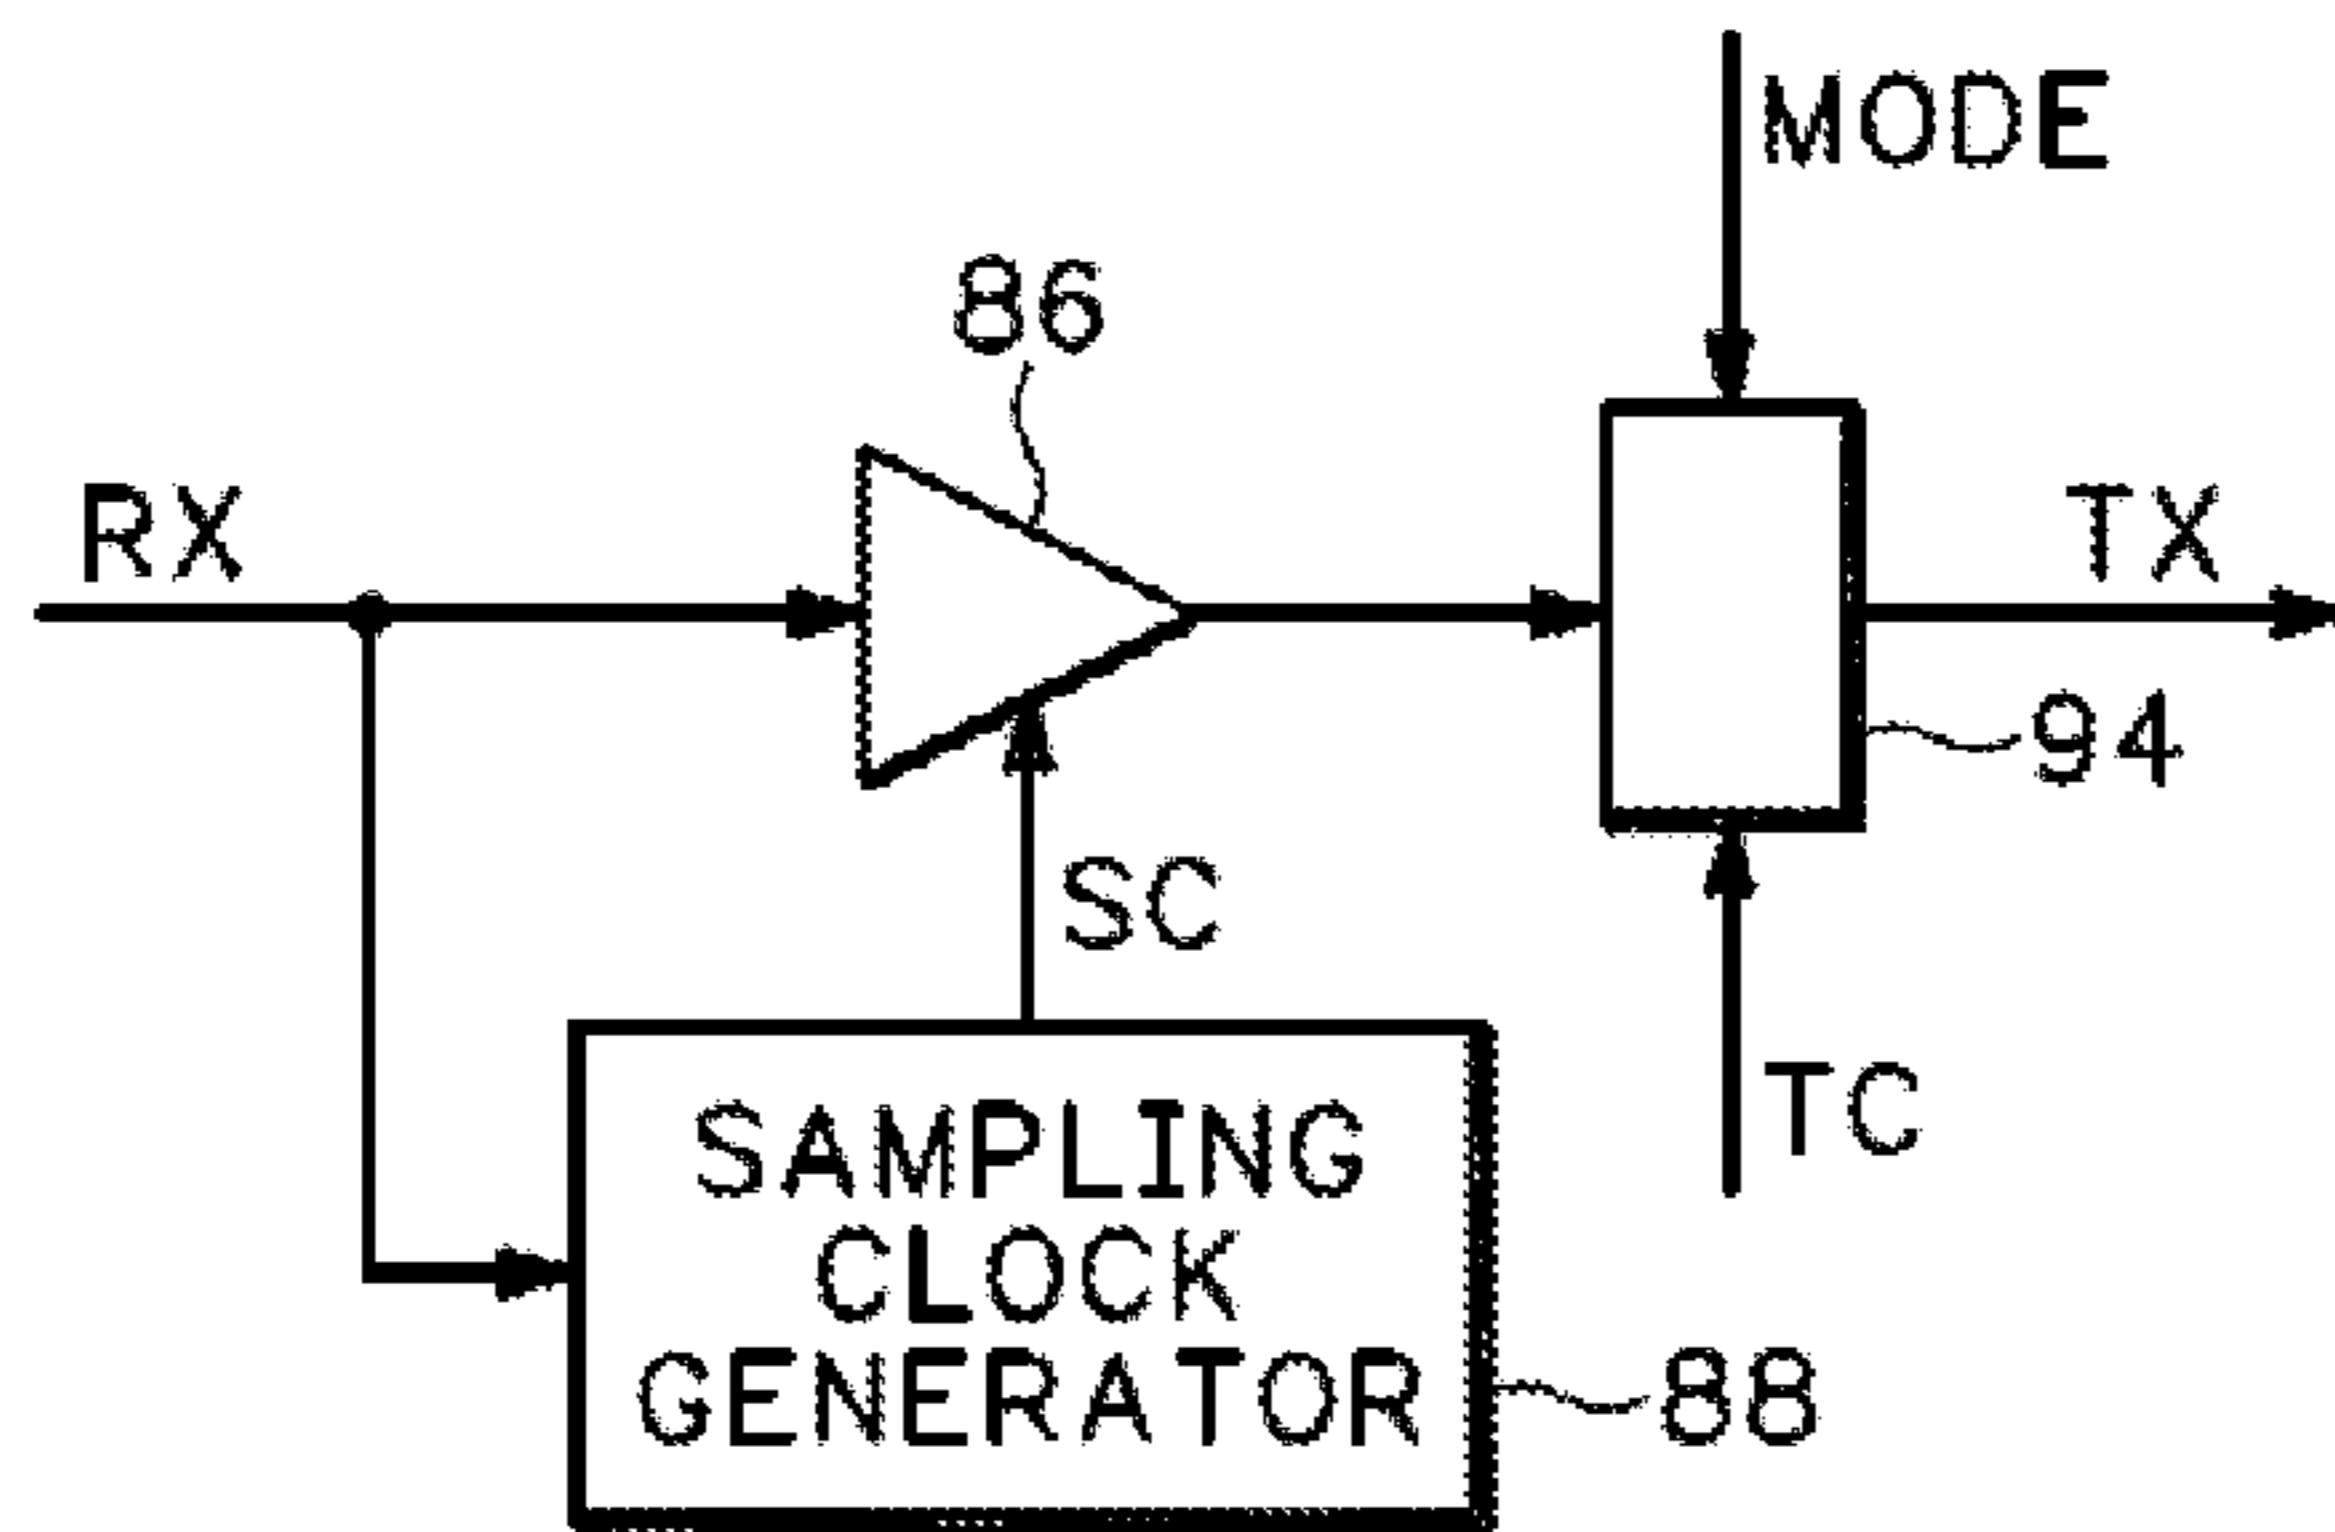 MODE
86
RX
TX
94
SC
TC
SAMPLING
CLOCK
GENERATOR
88